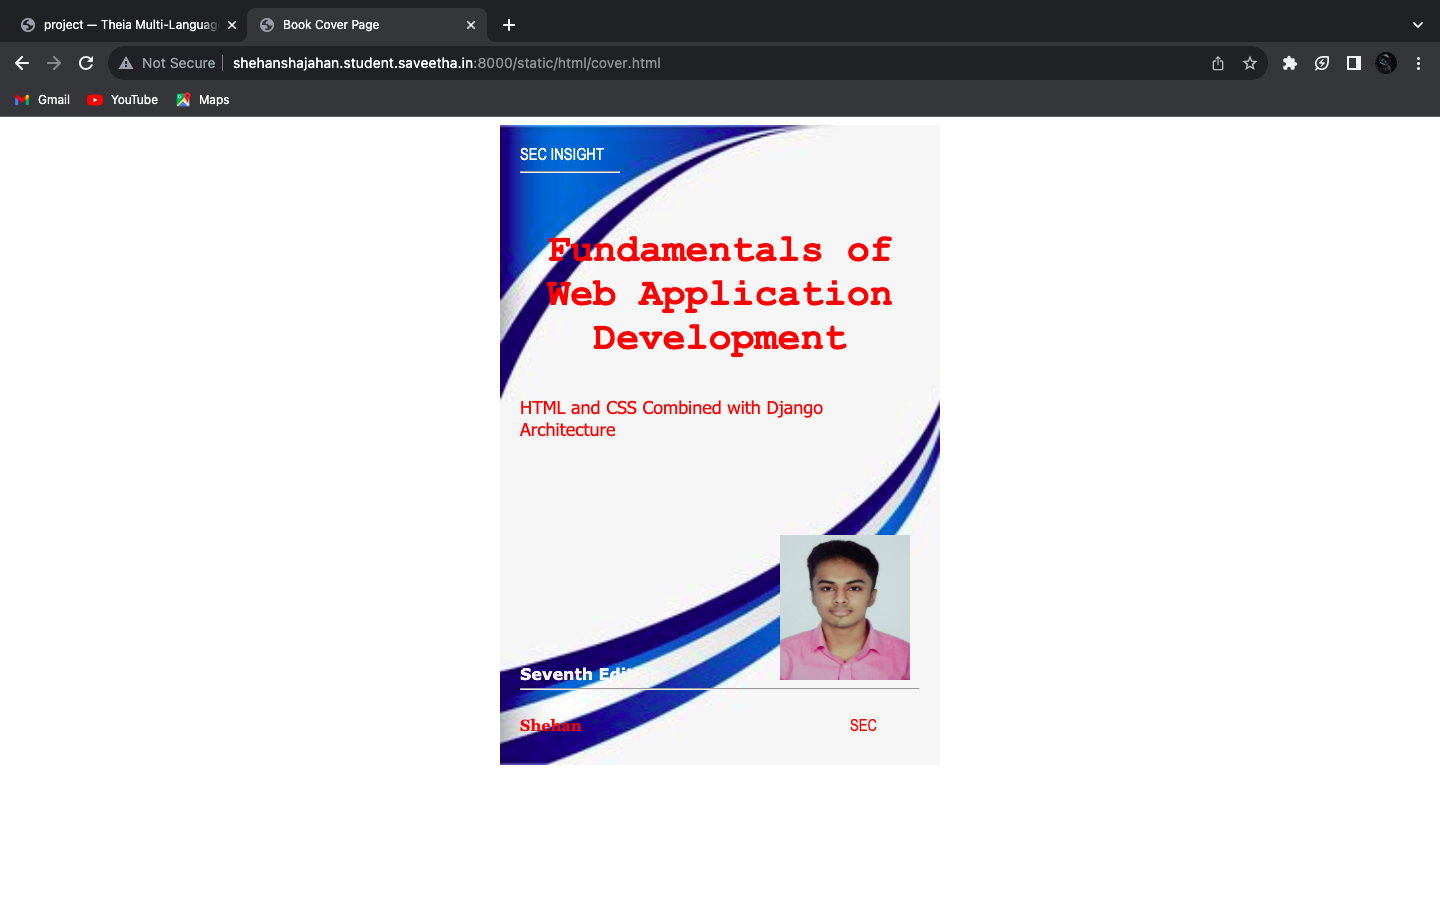 project — Theia Multi-Languag
Book Cover Page
Not Secure
shehanshajahan.student.saveetha.in:8000/static/html/cover.html
Gmail
YouTube
Maps
SEC INSIGHT
Fundamentals of
Web Application
Development
HTML and CSS Combined with Django
Architecture
Seventh Edi
Shehan
SEC